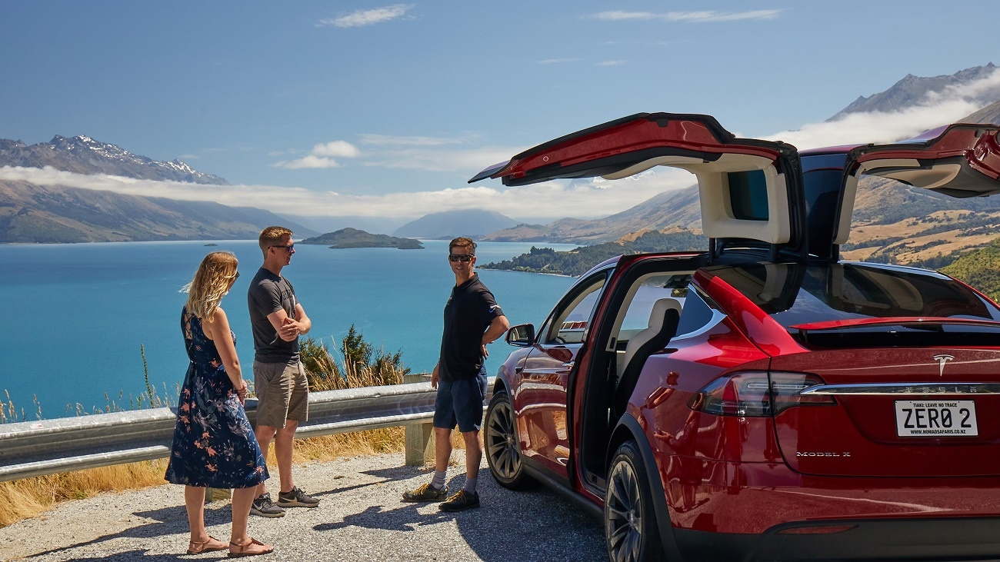 TIAKI: LEAVE NO TRACE
ZER0 2
WWW.NOMADSAFARIS.CO.NZ
MODEL X